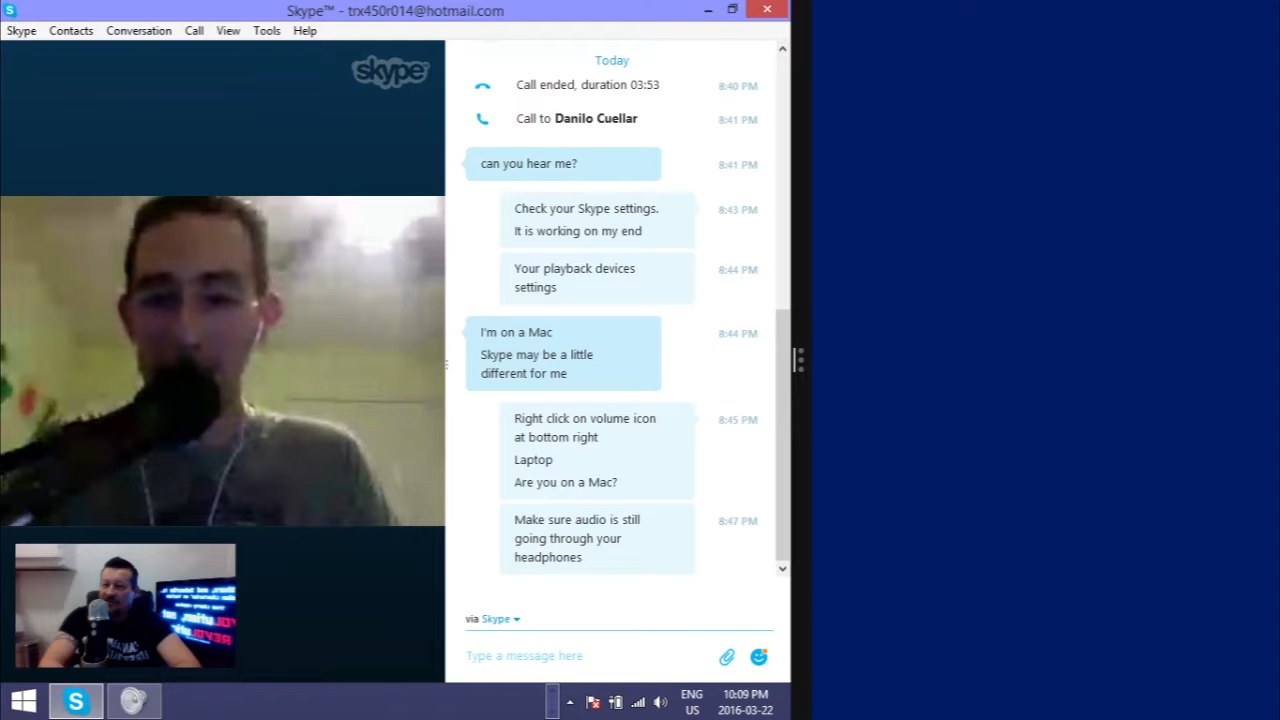 Skype™ - trx450r014@hotmail.com
Skype Contacts Conversation Call View Tools Help
skype
Today
Call ended, duration 03:53 8:40 PM
Call to Danilo Cuellar 8:41 PM
can you hear me? 8:41 PM
Check your Skype settings. 8:43 PM
It is working on my end
Your playback devices 8:44 PM
settings
I'm on a Mac 8:44 PM
Skype may be a little
different for me
Right click on volume icon 8:45 PM
at bottom right
Laptop
Are you on a Mac?
Make sure audio is still 8:47 PM
going through your
headphones
via Skype
Type a message here
ENG 10:09 PM
US 2016-03-22